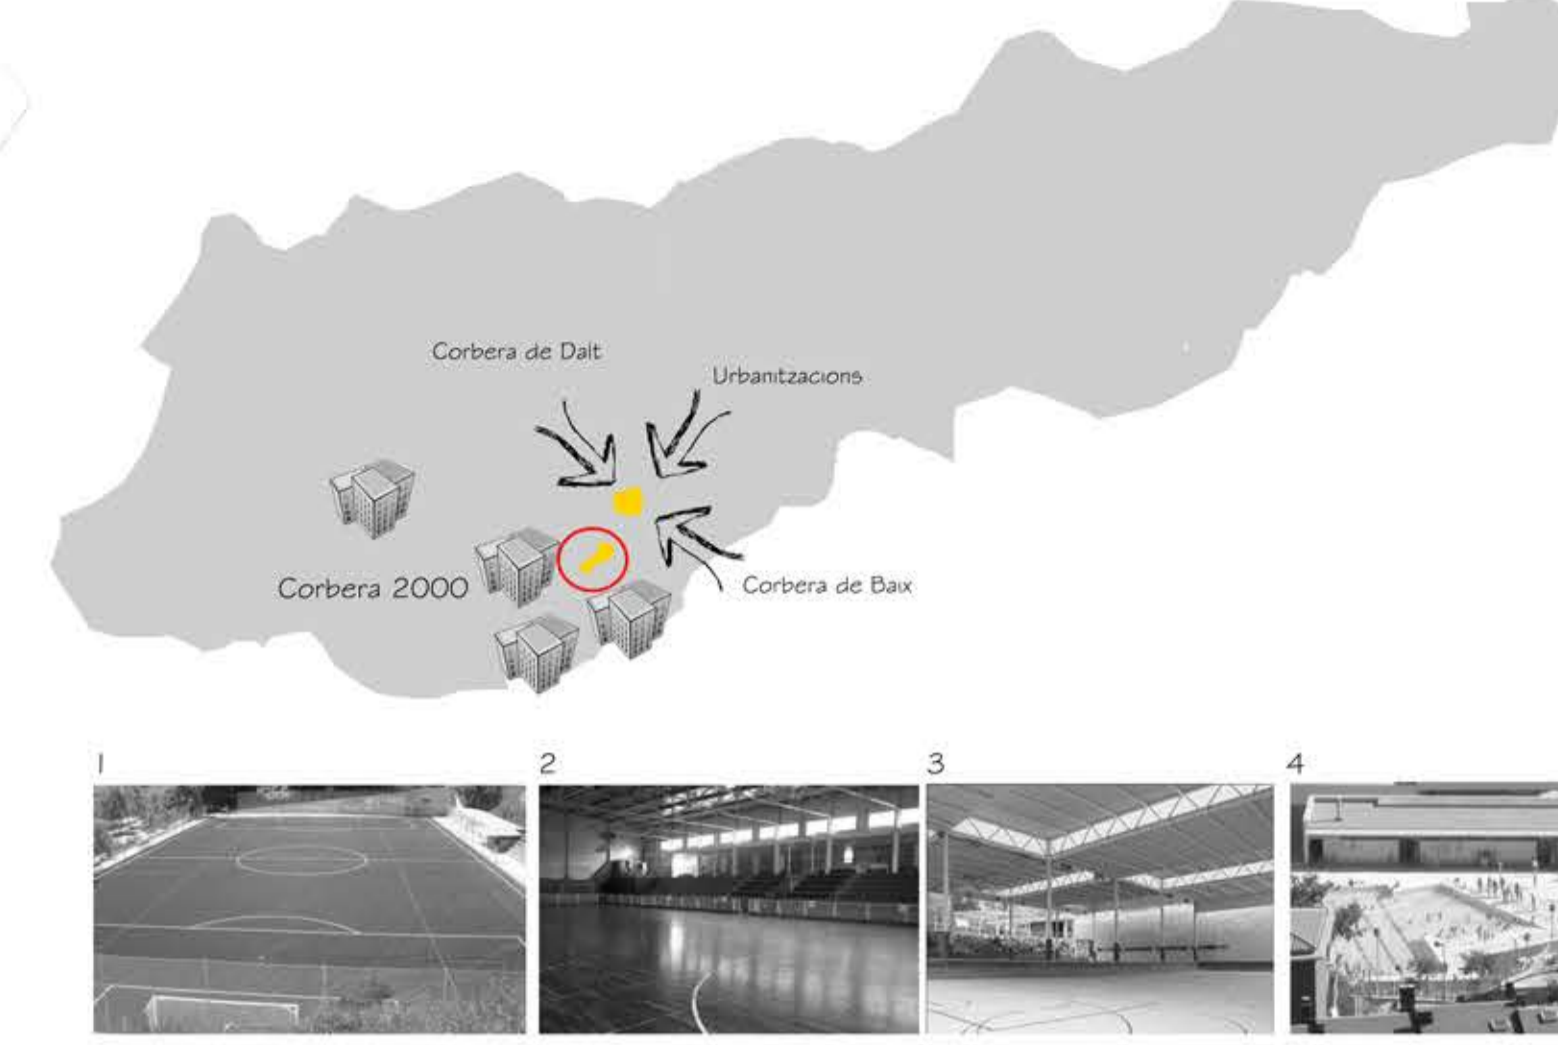 Corbera de Dalt
Urbanitzacions
Corbera 2000
Corbera de Baix
1
2
3
4